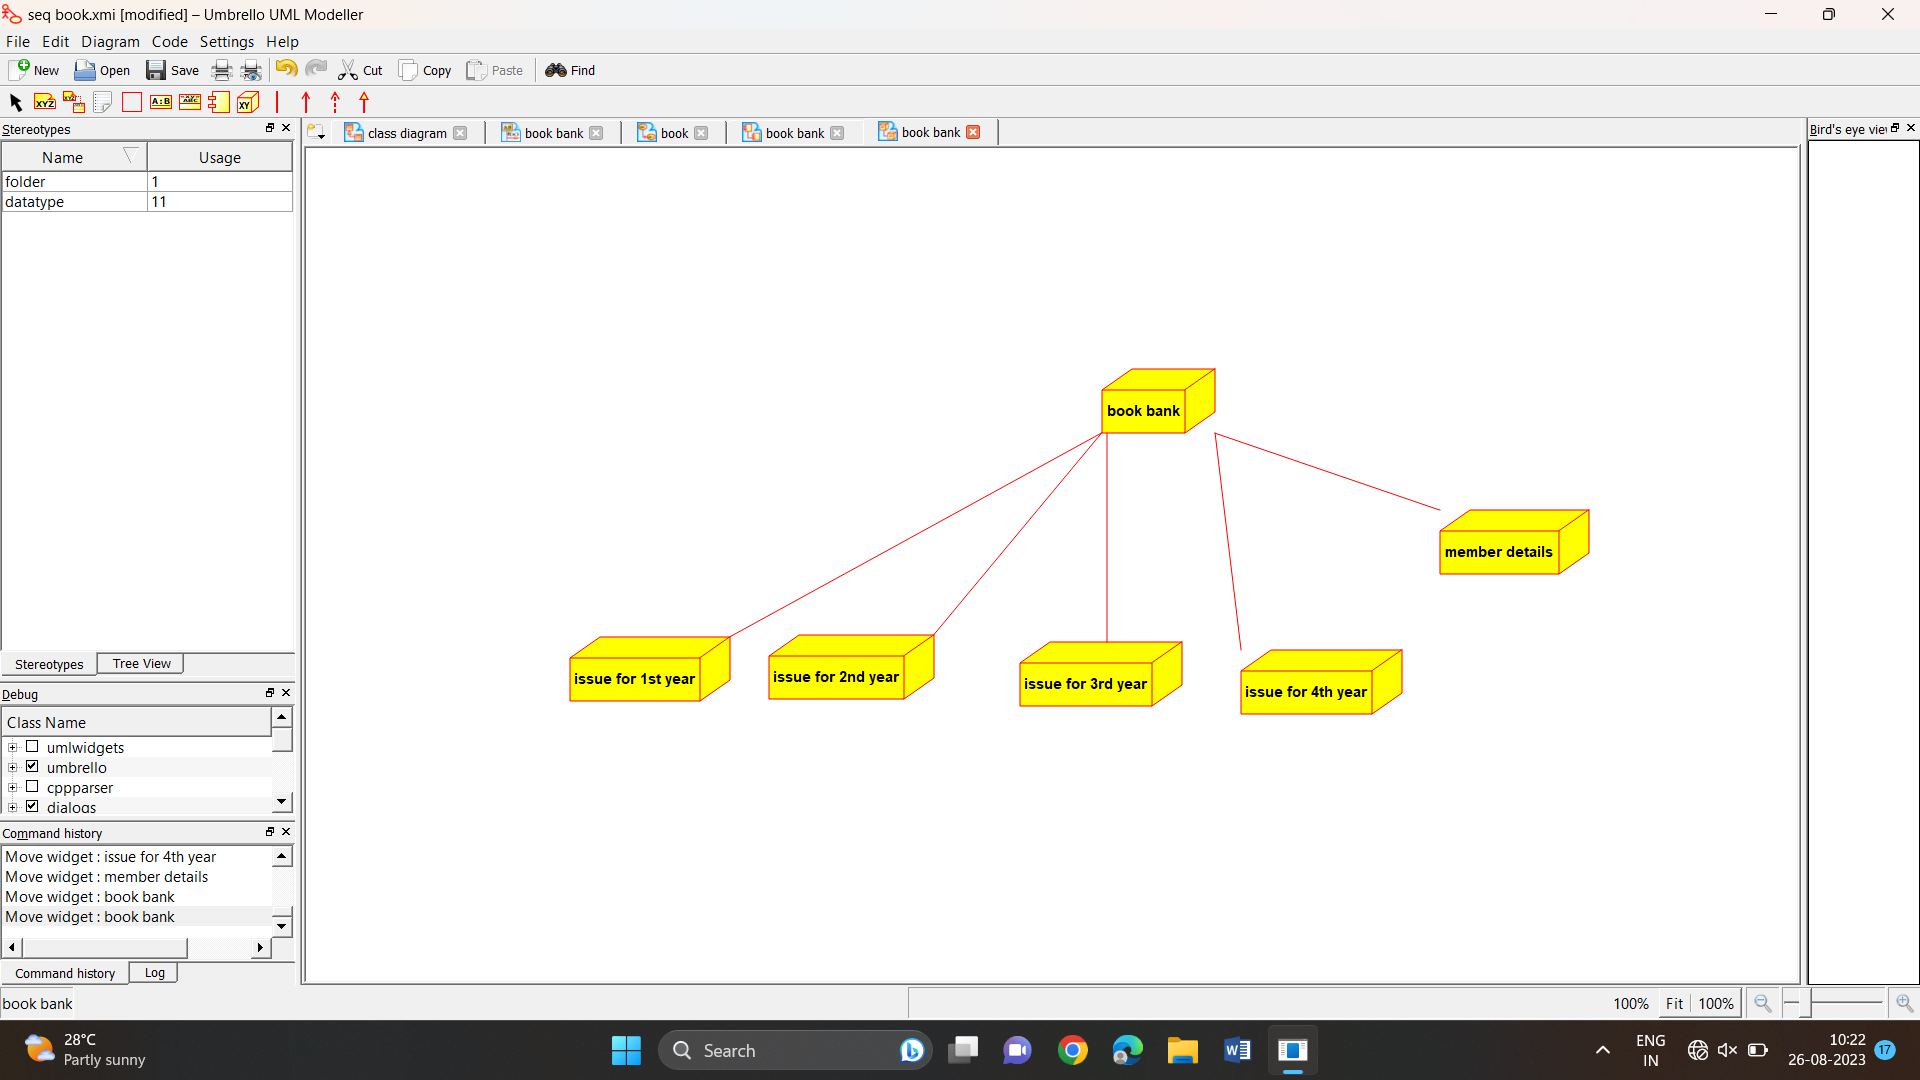 seq book.xmi [modified] – Umbrello UML Modeller
File Edit Diagram Code Settings Help
New Open Save Cut Copy Paste Find
XYZ XYZ A:B ABC XY
Stereotypes
Name Usage
folder 1
datatype 11
Stereotypes Tree View
Debug
Class Name
umlwidgets
umbrello
cppparser
dialogs
Command history
Move widget : issue for 4th year
Move widget : member details
Move widget : book bank
Move widget : book bank
Command history Log
book bank
class diagram book bank book book bank book bank
book bank
member details
issue for 1st year
issue for 2nd year
issue for 3rd year
issue for 4th year
Bird's eye vie
100% Fit 100%
28°C
Partly sunny
Search
ENG
IN
10:22
26-08-2023
17